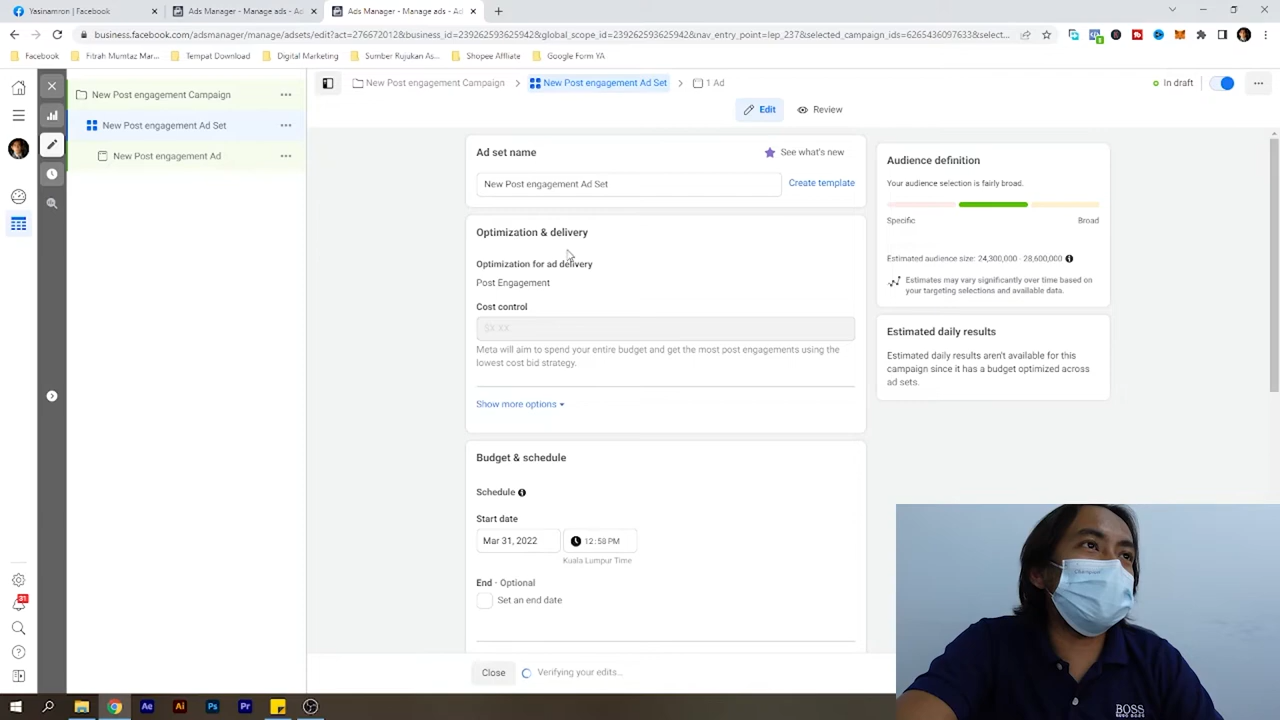 Yasinamron | Facebook
Ads Manager - Manage ads - Ad
Ads Manager - Manage ads - Ad
business.facebook.com/adsmanager/manage/adsets/edit?act=276672012&business_id=239262593625942&global_scope_id=239262593625942&nav_entry_point=lep_237&selected_campaign_ids=6265436097633&select...
Facebook
Fitrah Mumtaz Mar...
Tempat Download
Digital Marketing
Sumber Rujukan As...
Shopee Affliate
Google Form YA
New Post engagement Campaign
New Post engagement Ad Set
New Post engagement Ad
New Post engagement Campaign
New Post engagement Ad Set
1 Ad
In draft
Edit
Review
Ad set name
See what's new
New Post engagement Ad Set
Create template
Optimization & delivery
Optimization for ad delivery
Post Engagement
Cost control
$X.XX
Meta will aim to spend your entire budget and get the most post engagements using the
lowest cost bid strategy.
Show more options
Budget & schedule
Schedule
Start date
Mar 31, 2022
12:58 PM
Kuala Lumpur Time
End - Optional
Set an end date
Close
Verifying your edits...
Audience definition
Your audience selection is fairly broad.
Specific
Broad
Estimated audience size: 24,300,000 - 28,600,000
Estimates may vary significantly over time based on
your targeting selections and available data.
Estimated daily results
Estimated daily results aren't available for this
campaign since it has a budget optimized across
ad sets.
31
Ae
Ai
Ps
Pr
BOSS